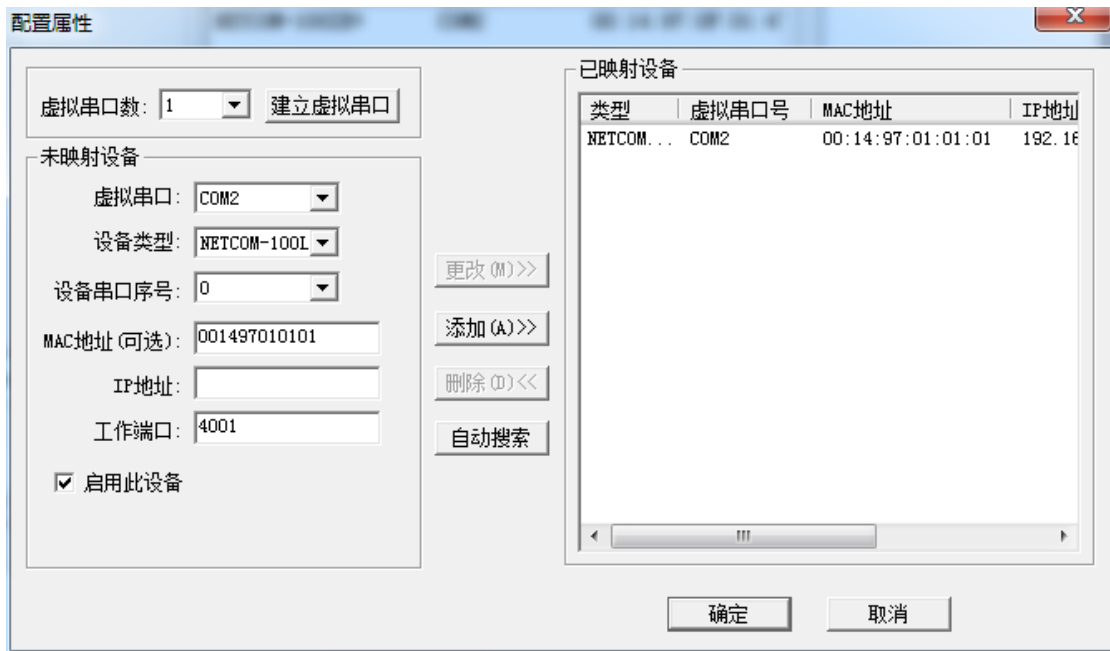 配置属性
虚拟串口数: 1 建立虚拟串口
未映射设备
虚拟串口: COM2
设备类型: NETCOM-100L
设备串口序号: 0
MAC地址(可选): 001497010101
IP地址:
工作端口: 4001
启用此设备
更改(M)>>
添加(A)>>
删除(D)<<
自动搜索
已映射设备
类型 虚拟串口号 MAC地址 IP地址
NETCOM... COM2 00:14:97:01:01:01 192.16
确定 取消